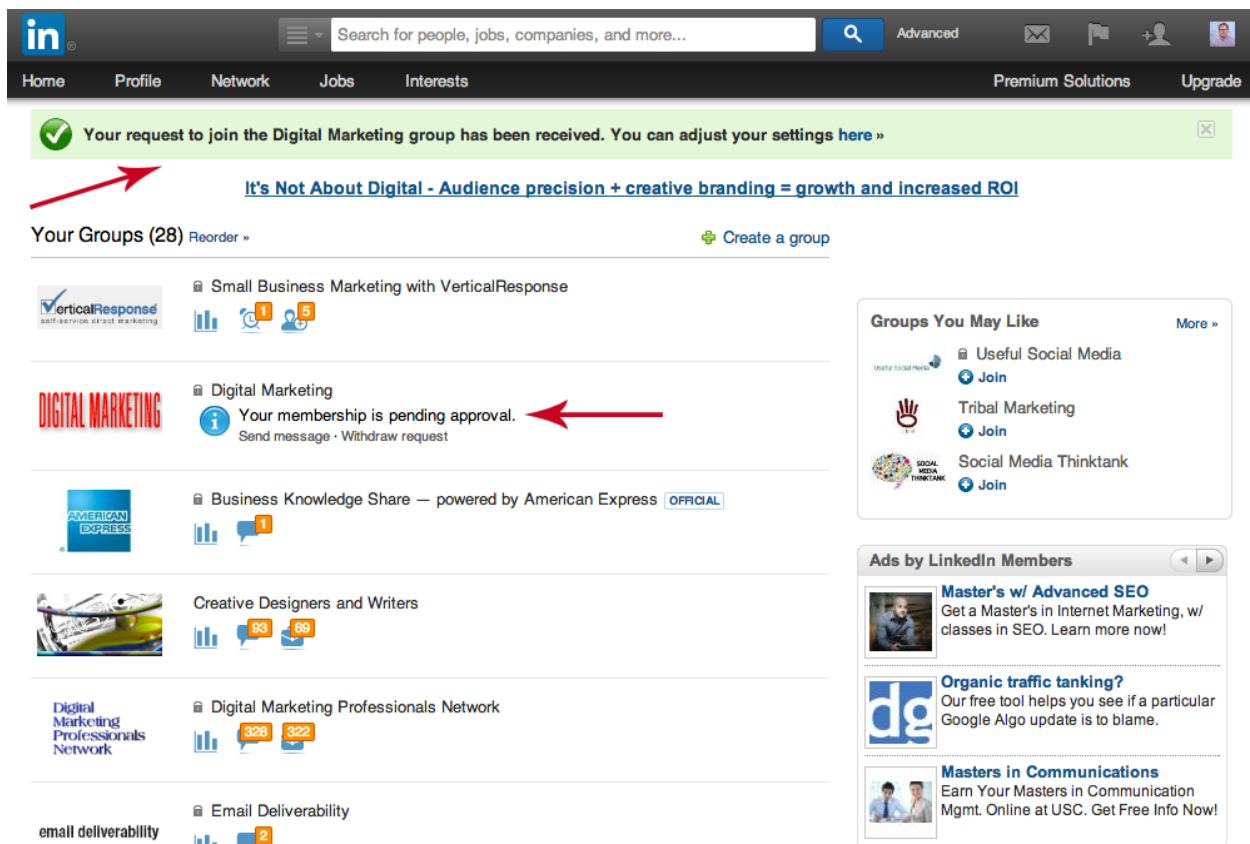 in®
Search for people, jobs, companies, and more...
Advanced
Home Profile Network Jobs Interests Premium Solutions Upgrade
Your request to join the Digital Marketing group has been received. You can adjust your settings here »
It's Not About Digital - Audience precision + creative branding = growth and increased ROI
Your Groups (28) Reorder »
Create a group
VerticalResponse
self-service direct marketing
Small Business Marketing with VerticalResponse
1 5
DIGITAL MARKETING
Digital Marketing
Your membership is pending approval.
Send message · Withdraw request
AMERICAN
EXPRESS
®
Business Knowledge Share — powered by American Express OFFICIAL
1
Creative Designers and Writers
93 69
Digital
Marketing
Professionals
Network
Digital Marketing Professionals Network
328 322
email deliverability
Email Deliverability
2
Groups You May Like More »
Useful Social Media
Useful Social Media
Join
Tribal Marketing
Join
SOCIAL
MEDIA
THINKTANK
Social Media Thinktank
Join
Ads by LinkedIn Members
Master's w/ Advanced SEO
Get a Master's in Internet Marketing, w/
classes in SEO. Learn more now!
dg
Organic traffic tanking?
Our free tool helps you see if a particular
Google Algo update is to blame.
Masters in Communications
Earn Your Masters in Communication
Mgmt. Online at USC. Get Free Info Now!